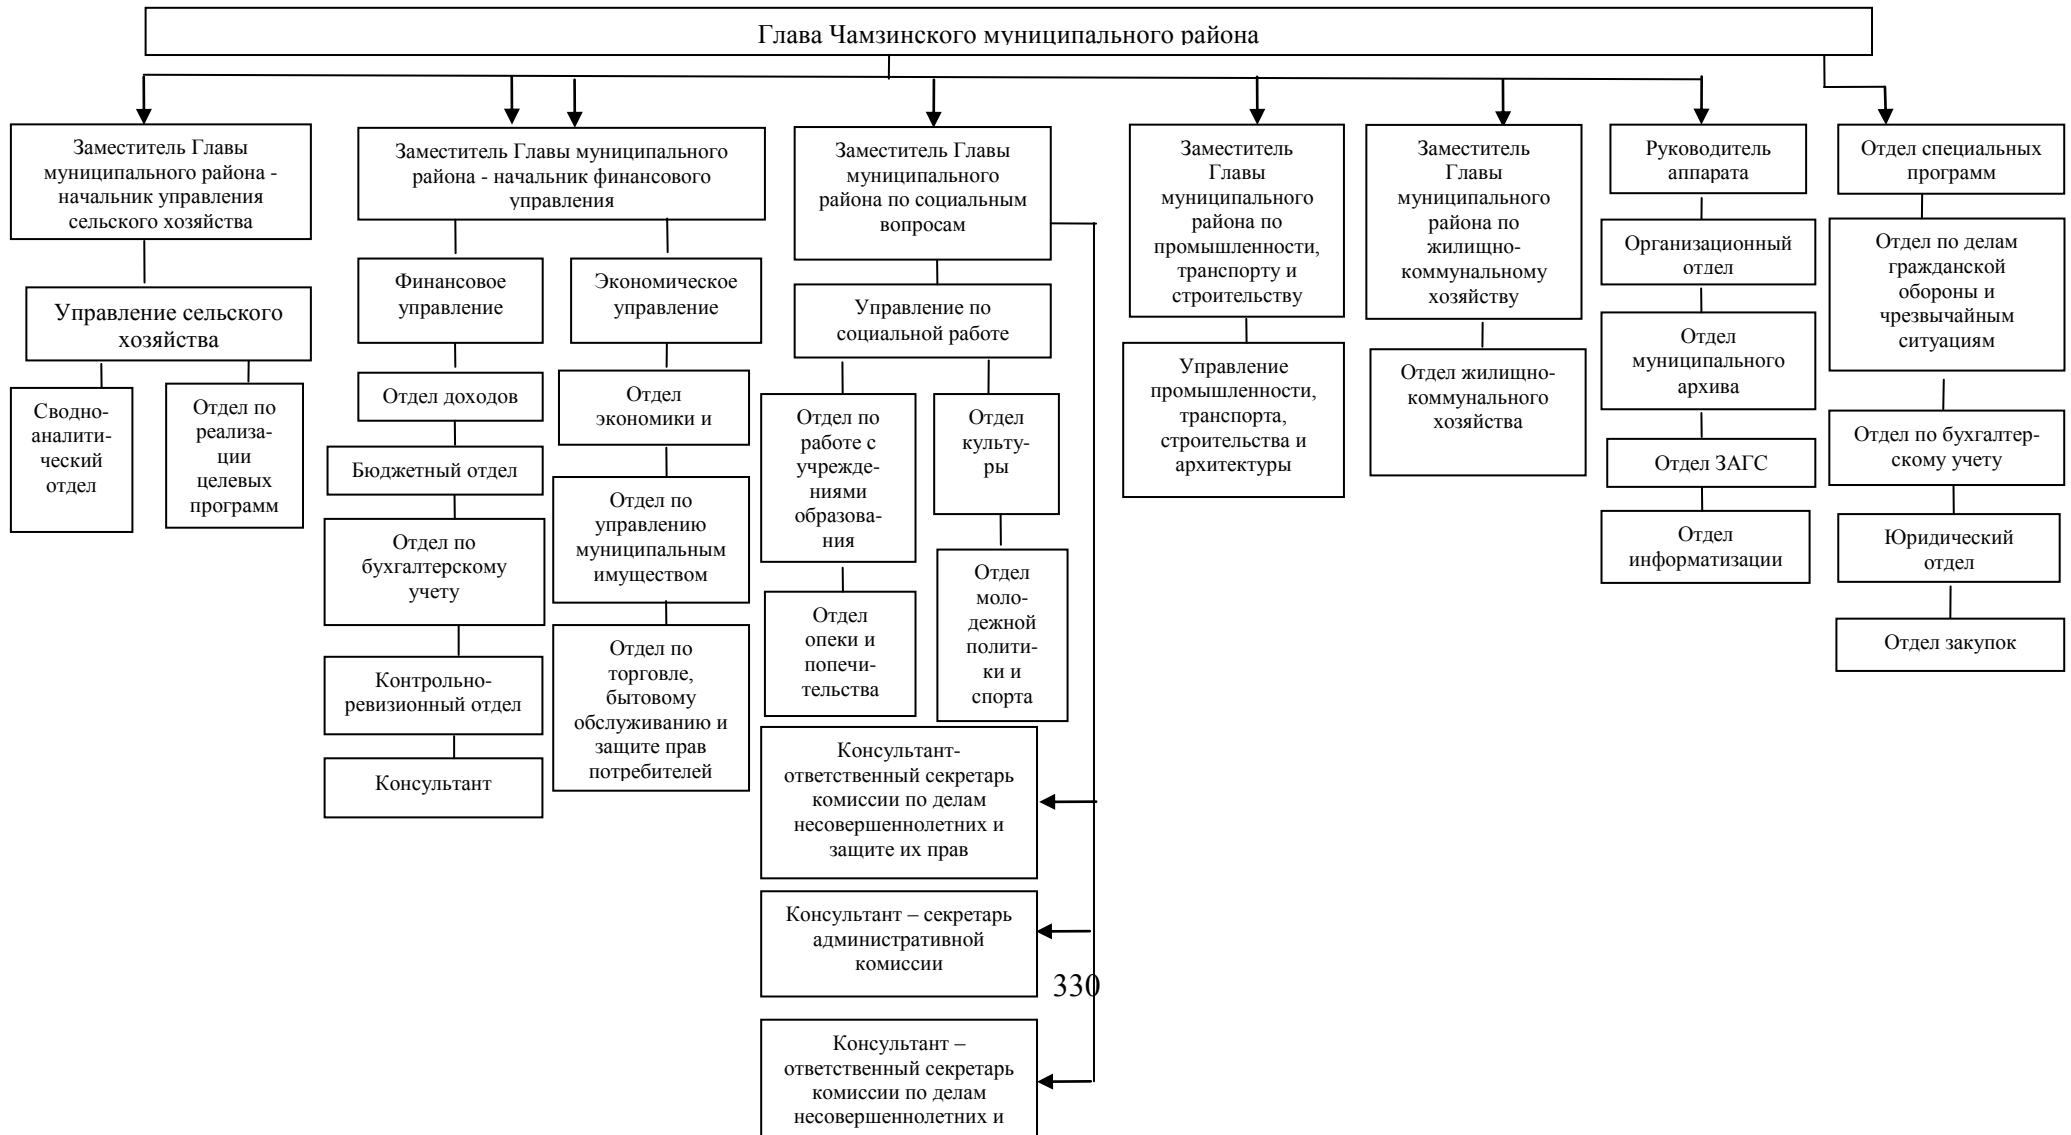 Глава Чамзинского муниципального района
Заместитель Главы
муниципального района -
начальник управления
сельского хозяйства
Управление сельского
хозяйства
Сводно-
аналити-
ческий
отдел
Отдел по
реализа-
ции
целевых
программ
Заместитель Главы муниципального
района - начальник финансового
управления
Финансовое
управление
Отдел доходов
Бюджетный отдел
Отдел по
бухгалтерскому
учету
Контрольно-
ревизионный отдел
Консультант
Экономическое
управление
Отдел
экономики и
Отдел по
управлению
муниципальным
имуществом
Отдел по
торговле,
бытовому
обслуживанию и
защите прав
потребителей
Заместитель Главы
муниципального
района по социальным
вопросам
Управление по
социальной работе
Отдел по
работе с
учрежде-
ниями
образова-
ния
Отдел
опеки и
попечи-
тельства
Отдел
культу-
ры
Отдел
моло-
дежной
полити-
ки и
спорта
Консультант-
ответственный секретарь
комиссии по делам
несовершеннолетних и
защите их прав
Консультант – секретарь
административной
комиссии
Консультант –
ответственный секретарь
комиссии по делам
несовершеннолетних и
Заместитель
Главы
муниципального
района по
промышленности,
транспорту и
строительству
Управление
промышленности,
транспорта,
строительства и
архитектуры
Заместитель
Главы
муниципального
района по
жилищно-
коммунальному
хозяйству
Отдел жилищно-
коммунального
хозяйства
Руководитель
аппарата
Организационный
отдел
Отдел
муниципального
архива
Отдел ЗАГС
Отдел
информатизации
Отдел специальных
программ
Отдел по делам
гражданской
обороны и
чрезвычайным
ситуациям
Отдел по бухгалтер-
скому учету
Юридический
отдел
Отдел закупок
330